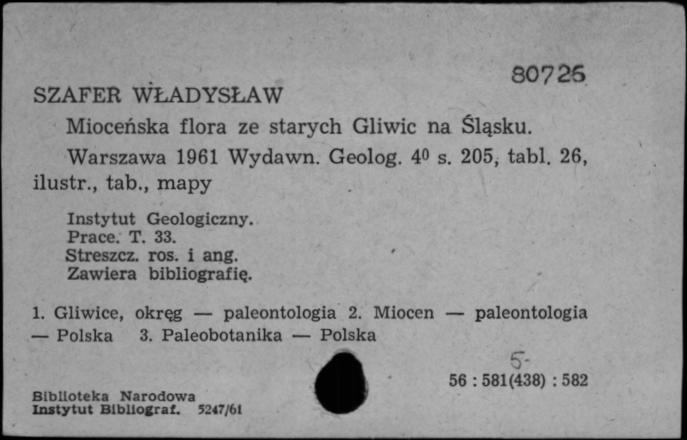 80725
SZAFER WŁADYSŁAW
Mioceńska flora ze starych Gliwic na Śląsku.
Warszawa 1961 Wydawn. Geolog. 4⁰ s. 205, tabl. 26,
ilustr., tab., mapy
Instytut Geologiczny.
Prace. T. 33.
Streszcz. ros. i ang.
Zawiera bibliografię.
1. Gliwice, okręg — paleontologia 2. Miocen — paleontologia
— Polska 3. Paleobotanika — Polska
5-
56 : 581(438) : 582
Biblioteka Narodowa
Instytut Bibliograf. 5247/61